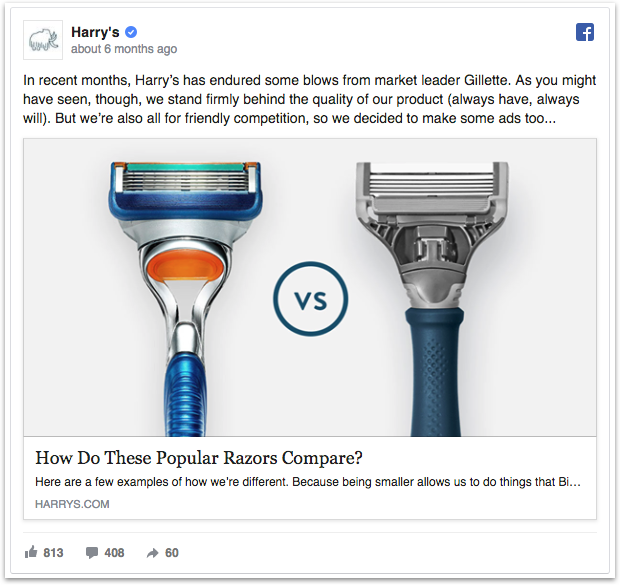 Harry's
about 6 months ago
In recent months, Harry's has endured some blows from market leader Gillette. As you might
have seen, though, we stand firmly behind the quality of our product (always have, always
will). But we're also all for friendly competition, so we decided to make some ads too...
VS
How Do These Popular Razors Compare?
Here are a few examples of how we're different. Because being smaller allows us to do things that Bi...
HARRYS.COM
813 408 60